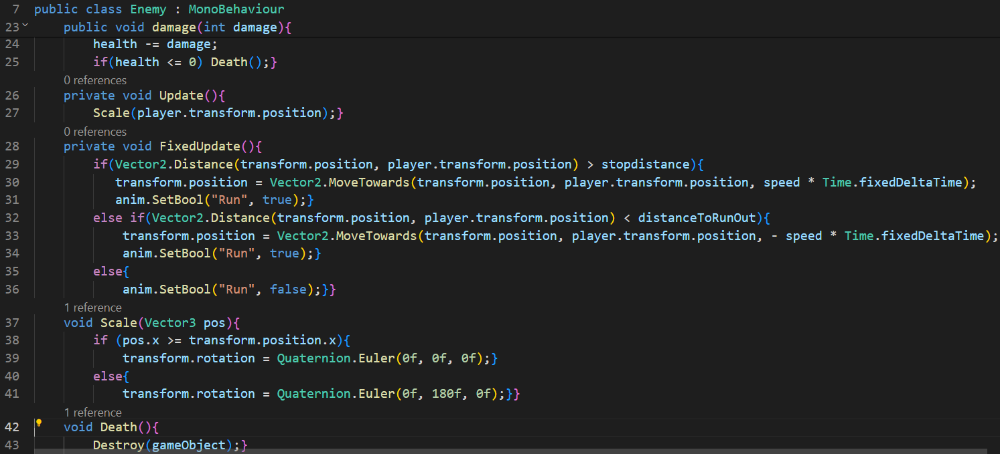 7 public class Enemy : MonoBehaviour
23 public void damage(int damage){
24 health -= damage;
25 if(health <= 0) Death();}
0 references
26 private void Update(){
27 Scale(player.transform.position);}
0 references
28 private void FixedUpdate(){
29 if(Vector2.Distance(transform.position, player.transform.position) > stopdistance){
30 transform.position = Vector2.MoveTowards(transform.position, player.transform.position, speed * Time.fixedDeltaTime);
31 anim.SetBool("Run", true);}
32 else if(Vector2.Distance(transform.position, player.transform.position) < distanceToRunOut){
33 transform.position = Vector2.MoveTowards(transform.position, player.transform.position, - speed * Time.fixedDeltaTime);
34 anim.SetBool("Run", true);}
35 else{
36 anim.SetBool("Run", false);}}
1 reference
37 void Scale(Vector3 pos){
38 if (pos.x >= transform.position.x){
39 transform.rotation = Quaternion.Euler(0f, 0f, 0f);}
40 else{
41 transform.rotation = Quaternion.Euler(0f, 180f, 0f);}}
1 reference
42 void Death(){
43 Destroy(gameObject);}